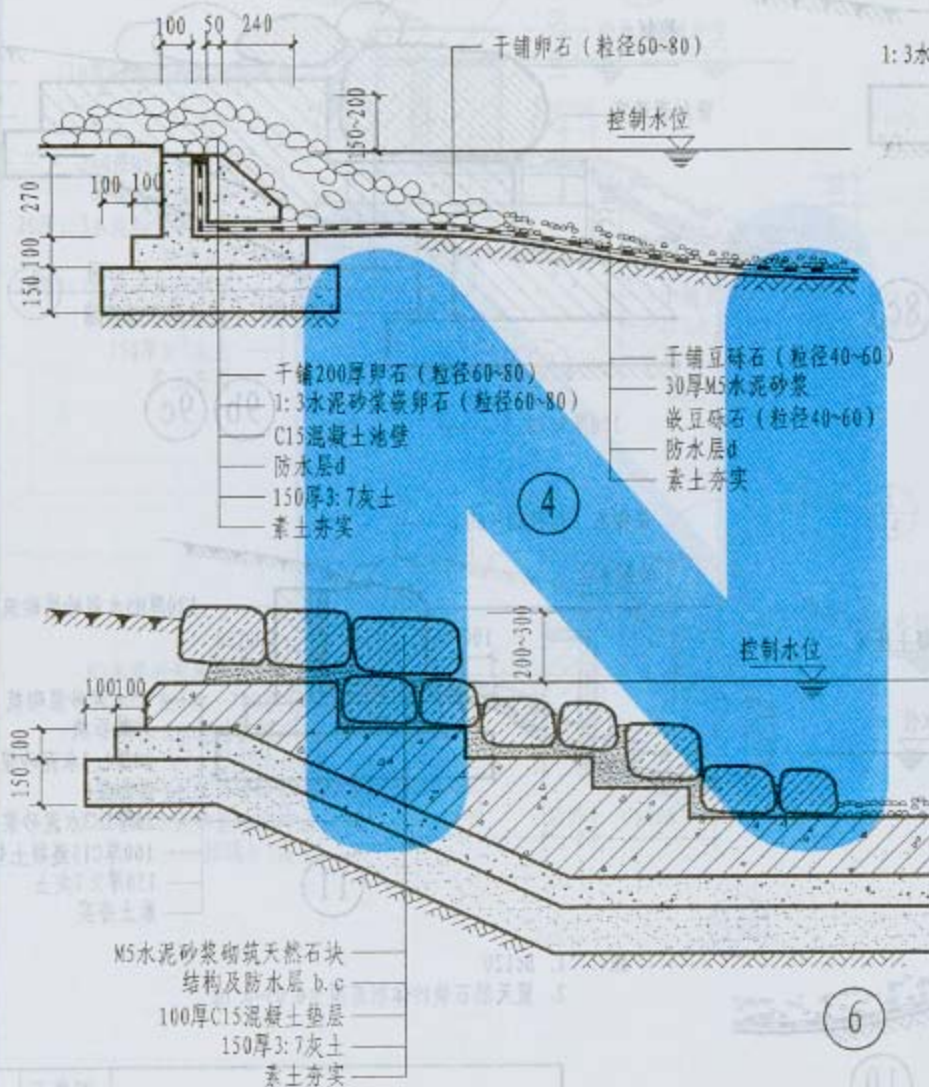 100 50 240
干铺卵石（粒径60~80）
1:3水
150~200
控制水位
270
100 100
100
150
干铺200厚卵石（粒径60~80）
1:3水泥砂浆嵌卵石（粒径60~80）
C15混凝土池壁
防水层d
150厚3:7灰土
素土夯实
干铺豆砾石（粒径40~60）
30厚M5水泥砂浆
嵌豆砾石（粒径40~60）
防水层d
素土夯实
4
200~300
控制水位
100 100
100
150
M5水泥砂浆砌筑天然石块
结构及防水层 b.c
100厚C15混凝土垫层
150厚3:7灰土
素土夯实
6
N